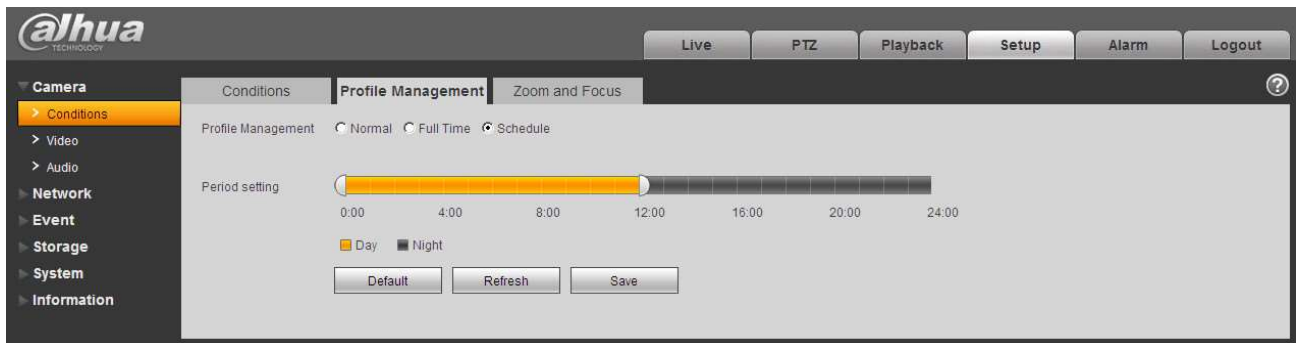 alhua
TECHNOLOGY
Live PTZ Playback Setup Alarm Logout
Camera
> Conditions
> Video
> Audio
Network
Event
Storage
System
Information
Conditions Profile Management Zoom and Focus
?
Profile Management Normal Full Time Schedule
Period setting
0:00 4:00 8:00 12:00 16:00 20:00 24:00
Day Night
Default Refresh Save